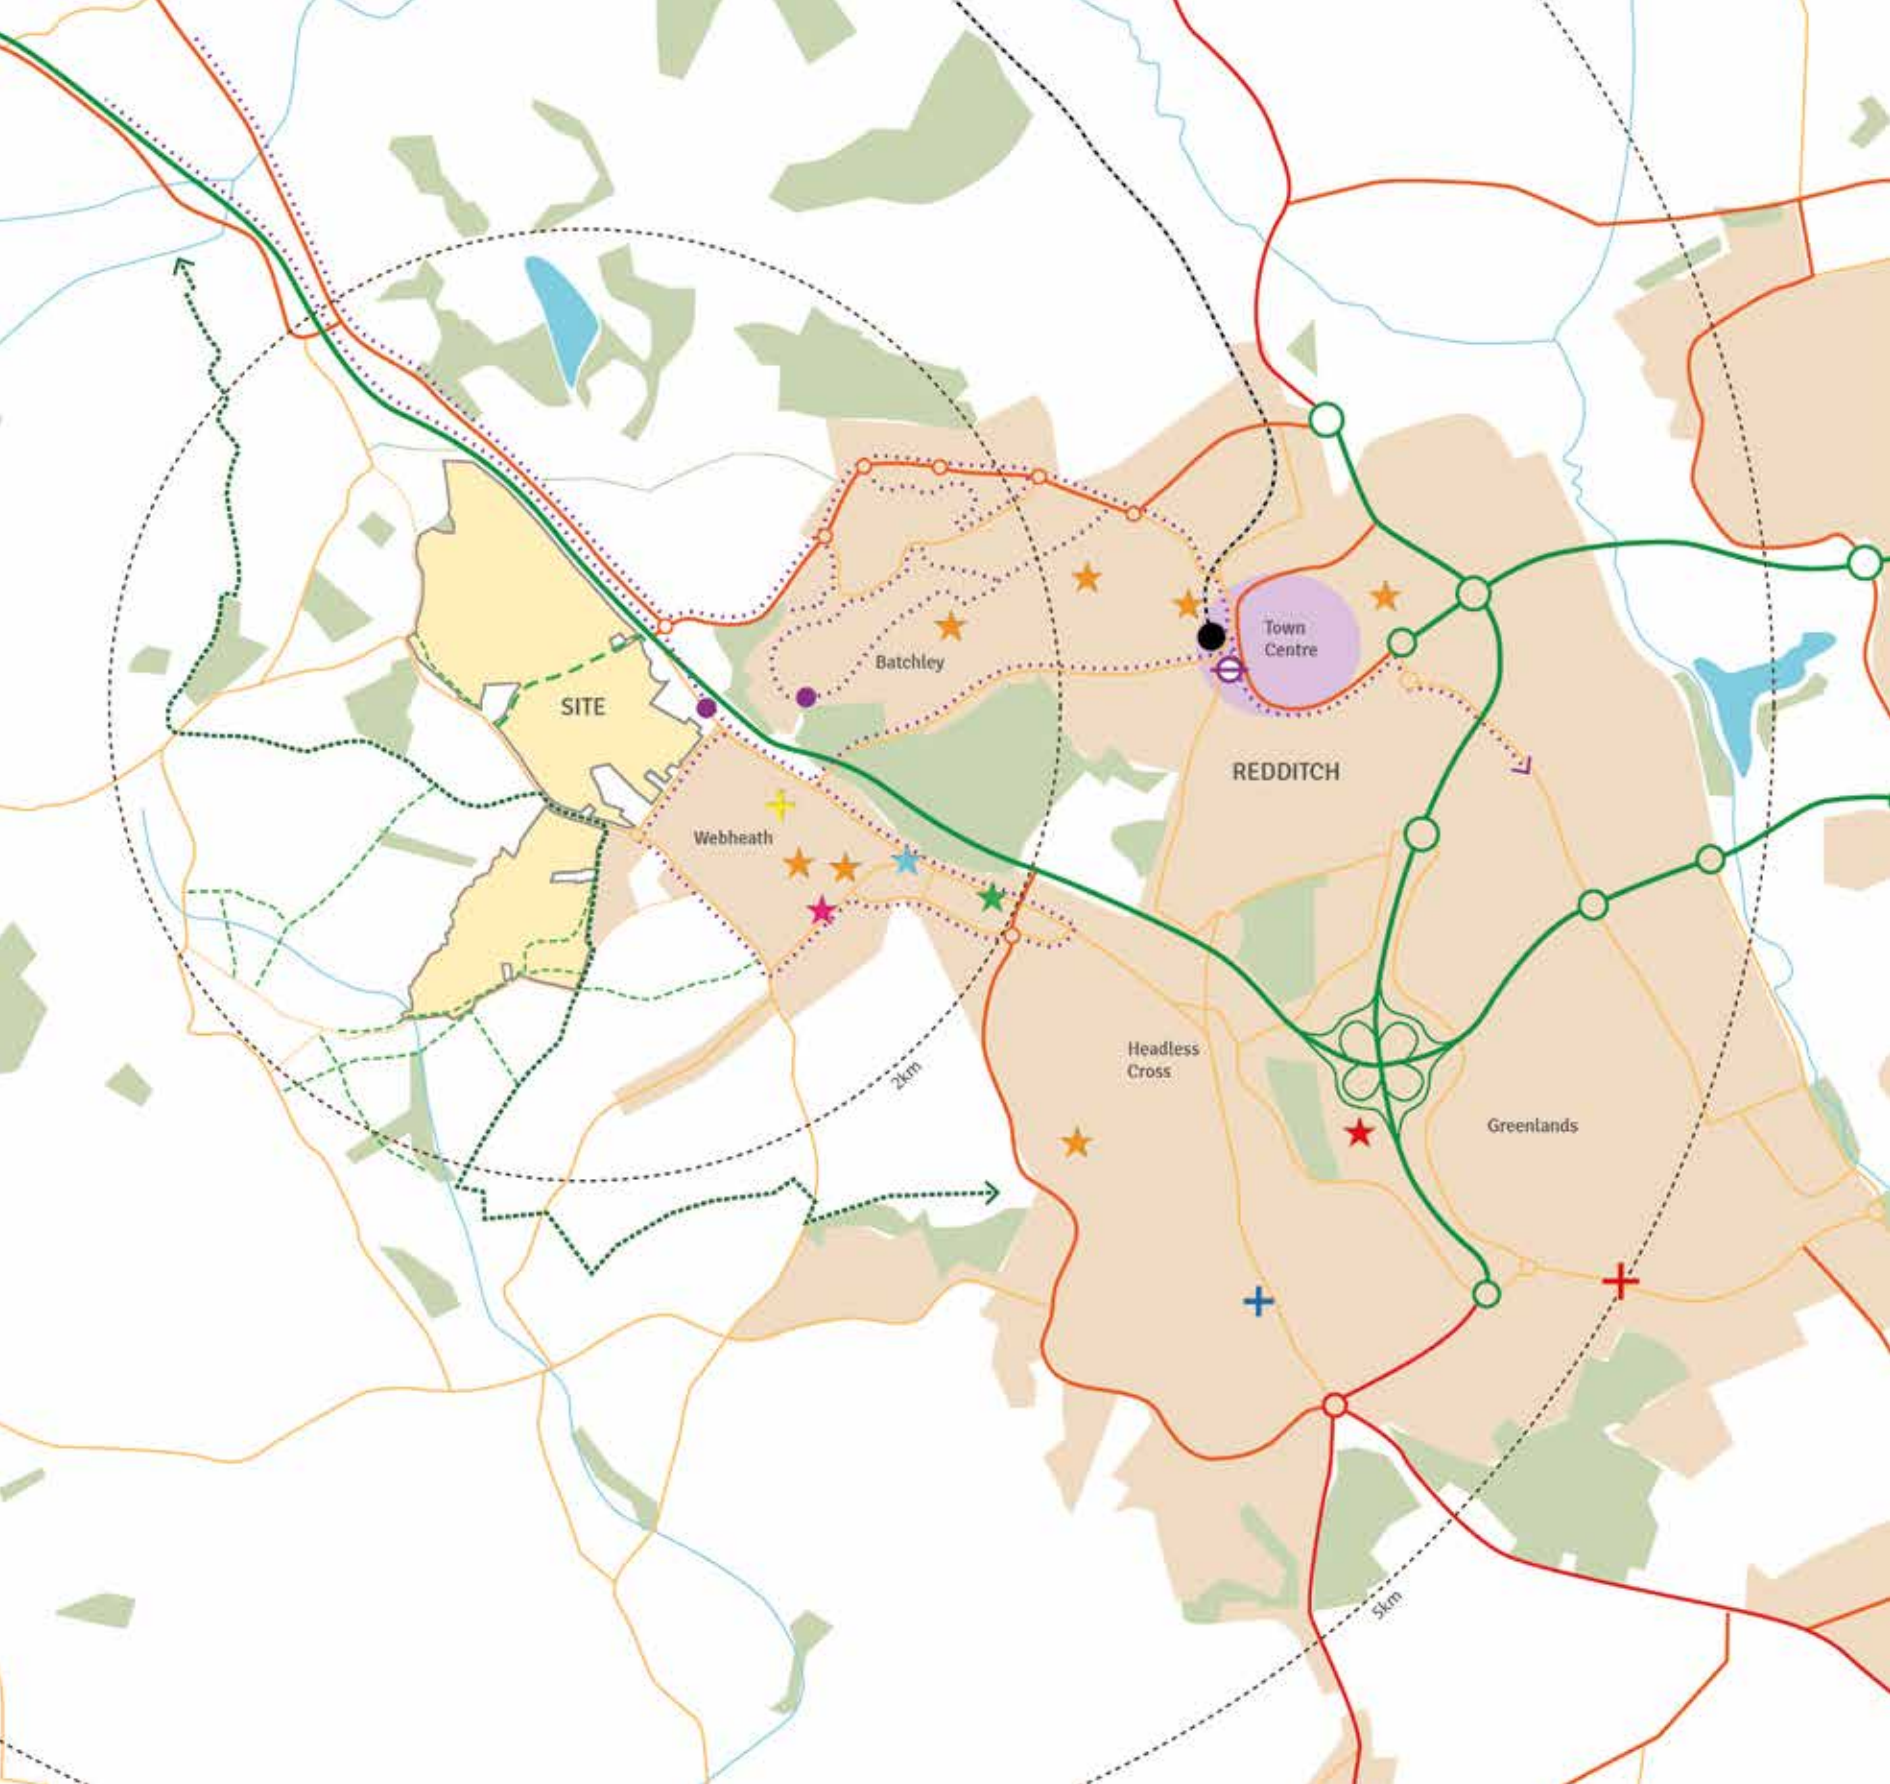 Town
Centre
Batchley
SITE
REDDITCH
Webheath
Headless
Cross
2km
Greenlands
5km